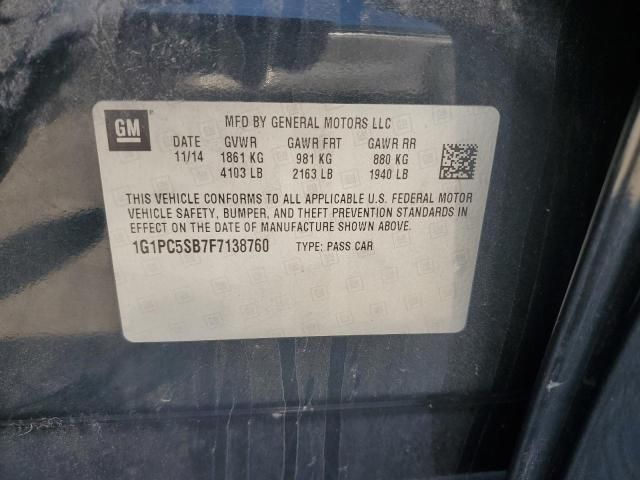 GM
MFD BY GENERAL MOTORS LLC
DATE GVWR GAWR FRT GAWR RR
11/14 1861 KG 981 KG 880 KG
4103 LB 2163 LB 1940 LB
THIS VEHICLE CONFORMS TO ALL APPLICABLE U.S. FEDERAL MOTOR
VEHICLE SAFETY, BUMPER, AND THEFT PREVENTION STANDARDS IN
EFFECT ON THE DATE OF MANUFACTURE SHOWN ABOVE.
1G1PC5SB7F7138760 TYPE: PASS CAR